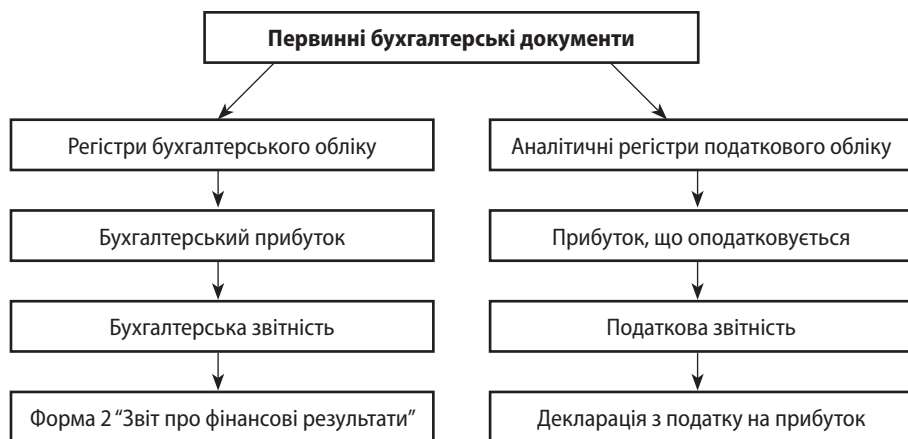 Первинні бухгалтерські документи
Регістри бухгалтерського обліку
Аналітичні регістри податкового обліку
Бухгалтерський прибуток
Прибуток, що оподатковується
Бухгалтерська звітність
Податкова звітність
Форма 2 “Звіт про фінансові результати”
Декларація з податку на прибуток